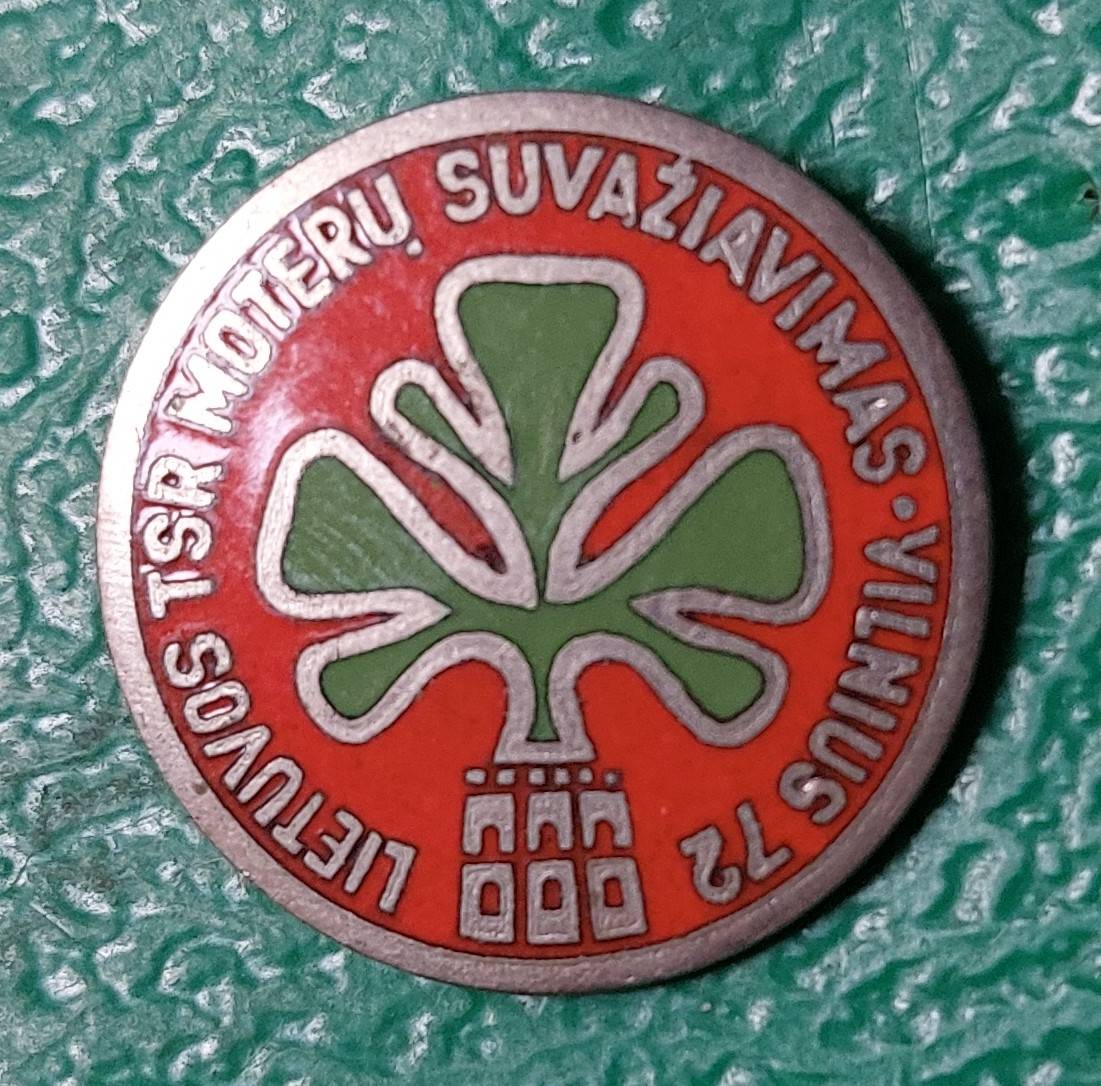 LIETUVOS TSR MOTERŲ SUVAŽIAVIMAS · VILNIUS 72